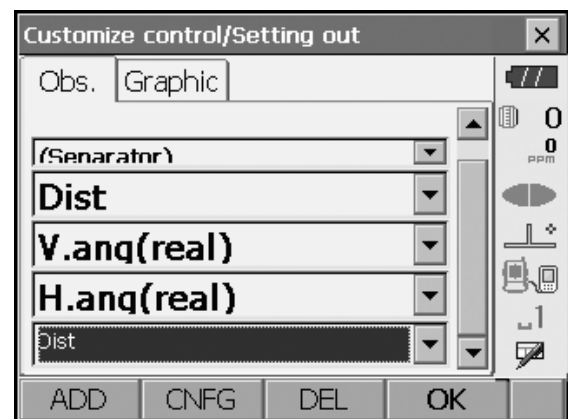 Customize control/Setting out
Obs. Graphic
0
0
ppm
(Separator)
Dist
V.ang(real)
H.ang(real)
1
Dist
ADD CNFG DEL OK